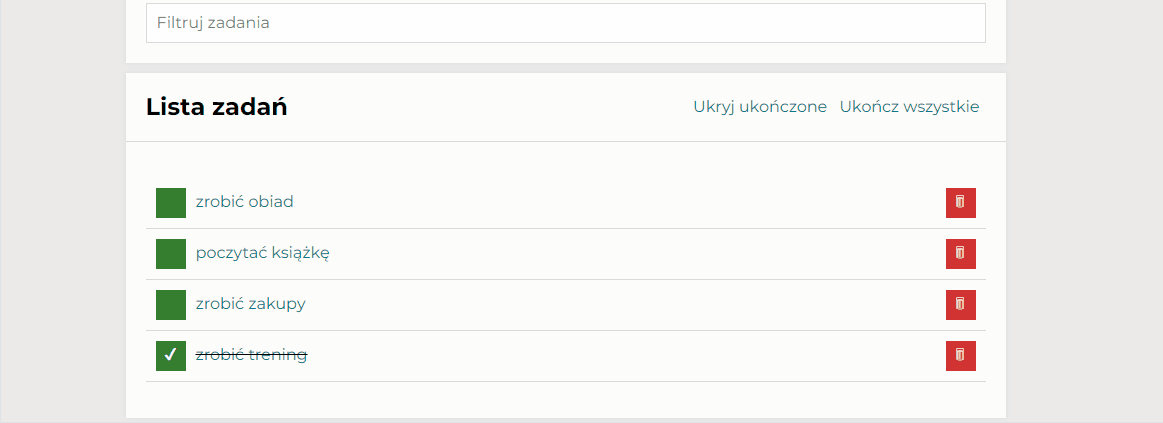 Filtruj zadania
Lista zadań
Ukryj ukończone Ukończ wszystkie
zrobić obiad
poczytać książkę
zrobić zakupy
zrobić trening